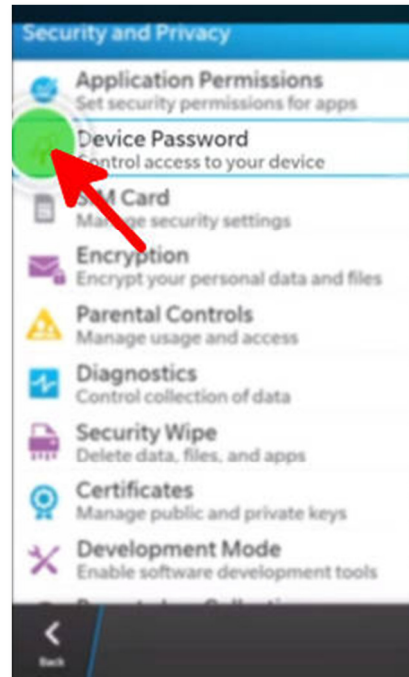 Security and Privacy
Application Permissions
Set security permissions for apps
Device Password
Control access to your device
SIM Card
Manage security settings
Encryption
Encrypt your personal data and files
Parental Controls
Manage usage and access
Diagnostics
Control collection of data
Security Wipe
Delete data, files, and apps
Certificates
Manage public and private keys
Development Mode
Enable software development tools
Back